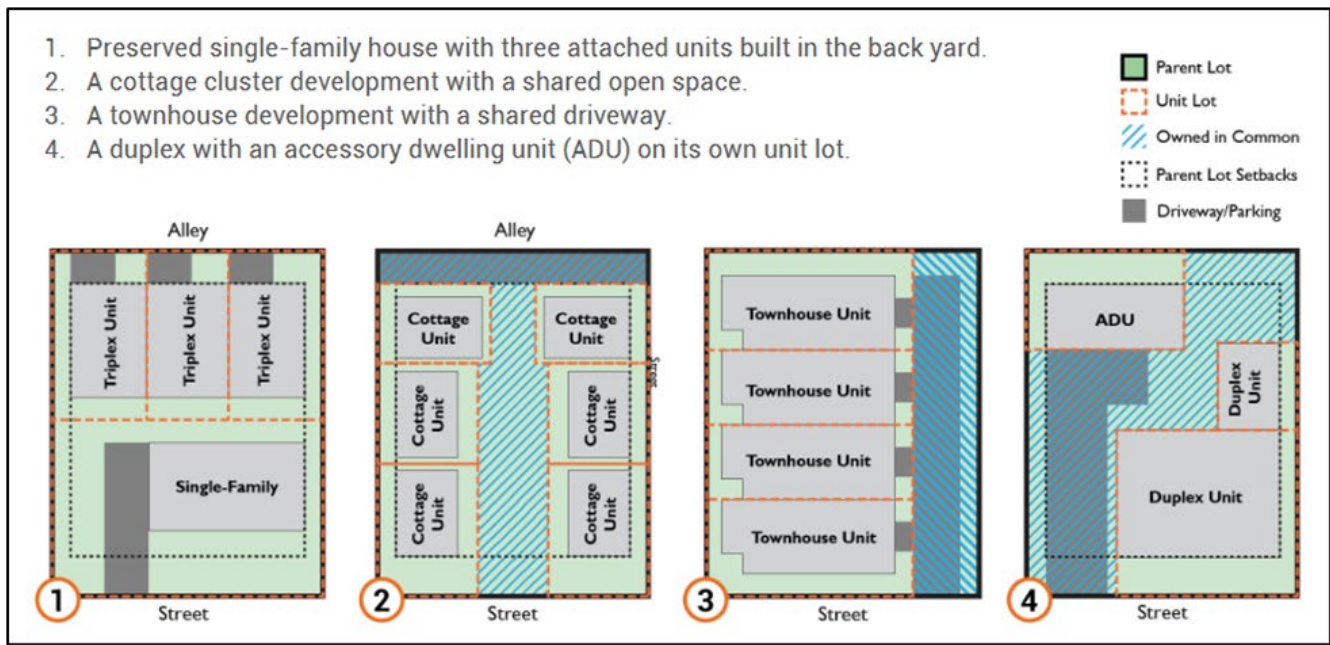 1. Preserved single-family house with three attached units built in the back yard.
2. A cottage cluster development with a shared open space.
3. A townhouse development with a shared driveway.
4. A duplex with an accessory dwelling unit (ADU) on its own unit lot.
Parent Lot
Unit Lot
Owned in Common
Parent Lot Setbacks
Driveway/Parking
Alley
Triplex Unit
Triplex Unit
Triplex Unit
Single-Family
1
Street
Alley
Cottage
Unit
Cottage
Unit
Street
Cottage
Unit
Cottage
Unit
Cottage
Unit
Cottage
Unit
2
Street
Townhouse Unit
Townhouse Unit
Townhouse Unit
Townhouse Unit
3
Street
ADU
Duplex
Unit
Duplex Unit
4
Street